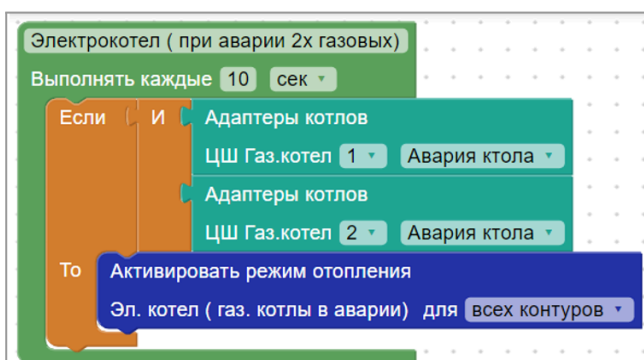 Электрокотел ( при аварии 2х газовых)
Выполнять каждые 10 сек
Если И Адаптеры котлов
ЦШ Газ.котел 1 Авария ктола
Адаптеры котлов
ЦШ Газ.котел 2 Авария ктола
То Активировать режим отопления
Эл. котел ( газ. котлы в аварии) для всех контуров